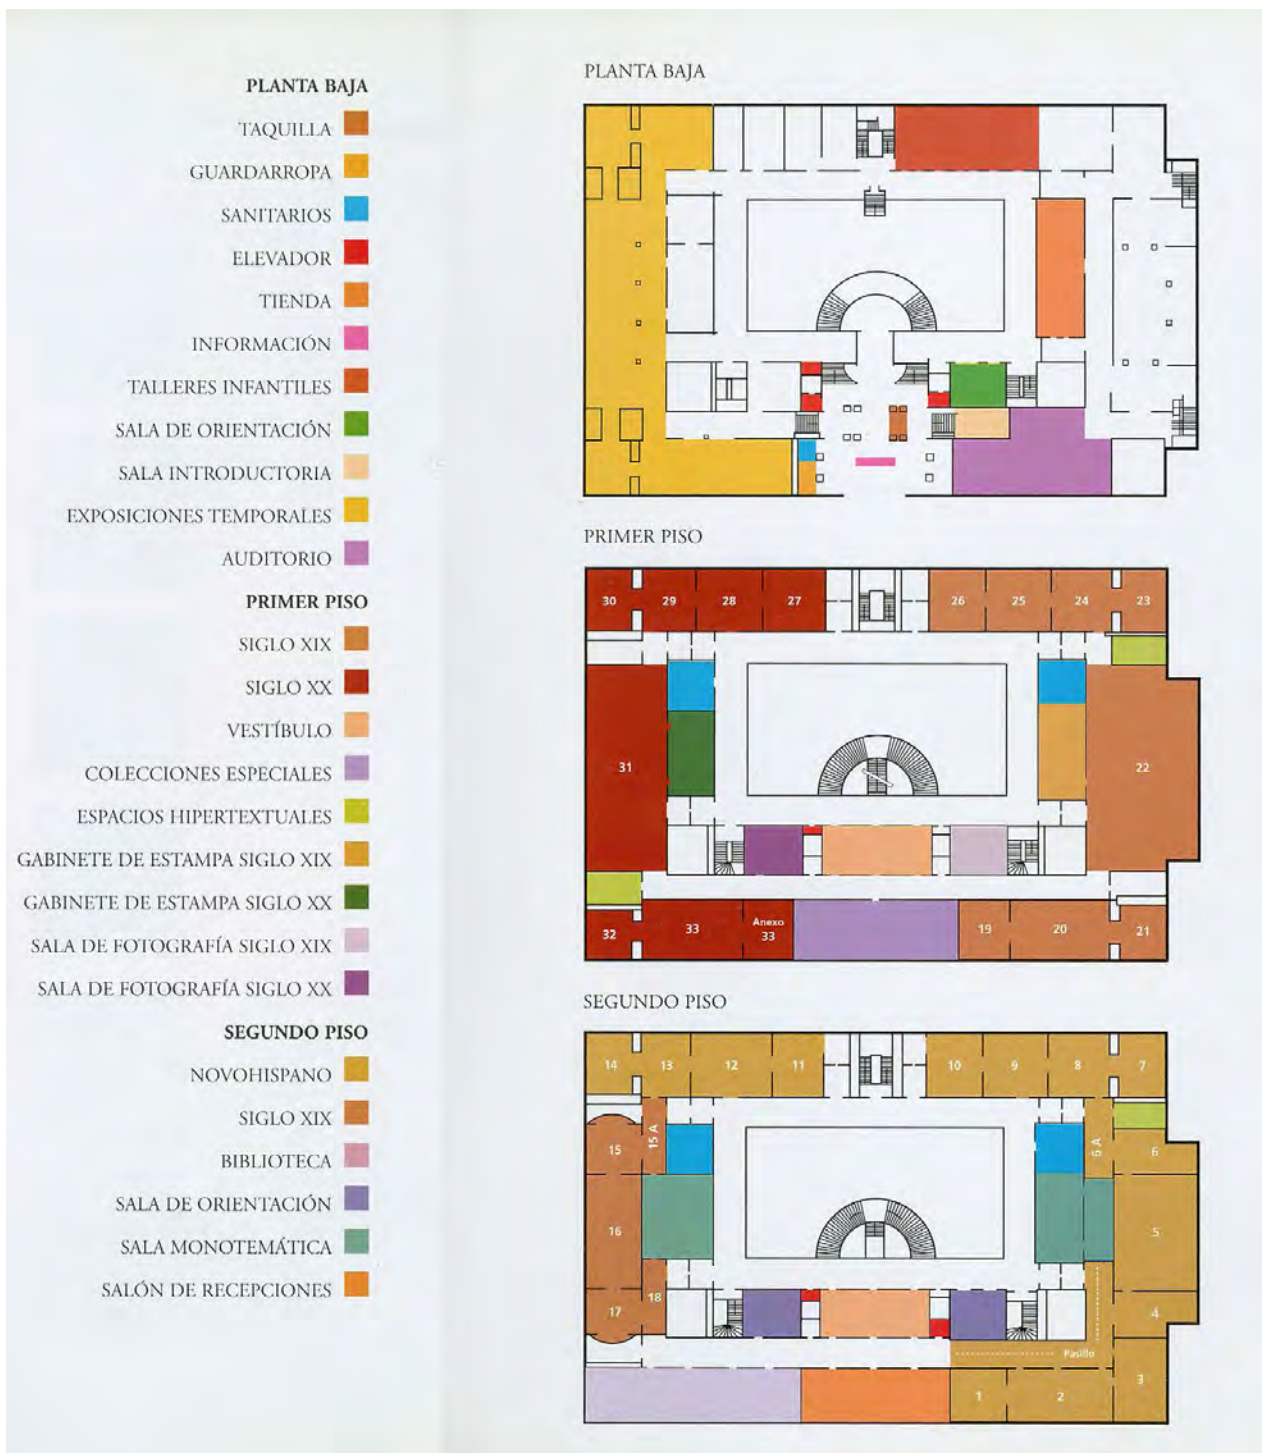 PLANTA BAJA
TAQUILLA
GUARDARROPA
SANITARIOS
ELEVADOR
TIENDA
INFORMACIÓN
TALLERES INFANTILES
SALA DE ORIENTACIÓN
SALA INTRODUCTORIA
EXPOSICIONES TEMPORALES
AUDITORIO
PRIMER PISO
SIGLO XIX
SIGLO XX
VESTÍBULO
COLECCIONES ESPECIALES
ESPACIOS HIPERTEXTUALES
GABINETE DE ESTAMPA SIGLO XIX
GABINETE DE ESTAMPA SIGLO XX
SALA DE FOTOGRAFÍA SIGLO XIX
SALA DE FOTOGRAFÍA SIGLO XX
SEGUNDO PISO
NOVOHISPANO
SIGLO XIX
BIBLIOTECA
SALA DE ORIENTACIÓN
SALA MONOTEMÁTICA
SALÓN DE RECEPCIONES
PLANTA BAJA
PRIMER PISO
30 29 28 27 26 25 24 23
31 22
32 33 Anexo 33 19 20 21
SEGUNDO PISO
14 13 12 11 10 9 8 7
15 15 A 6 A 6
16 5
17 18 4
Pasillo
1 2 3